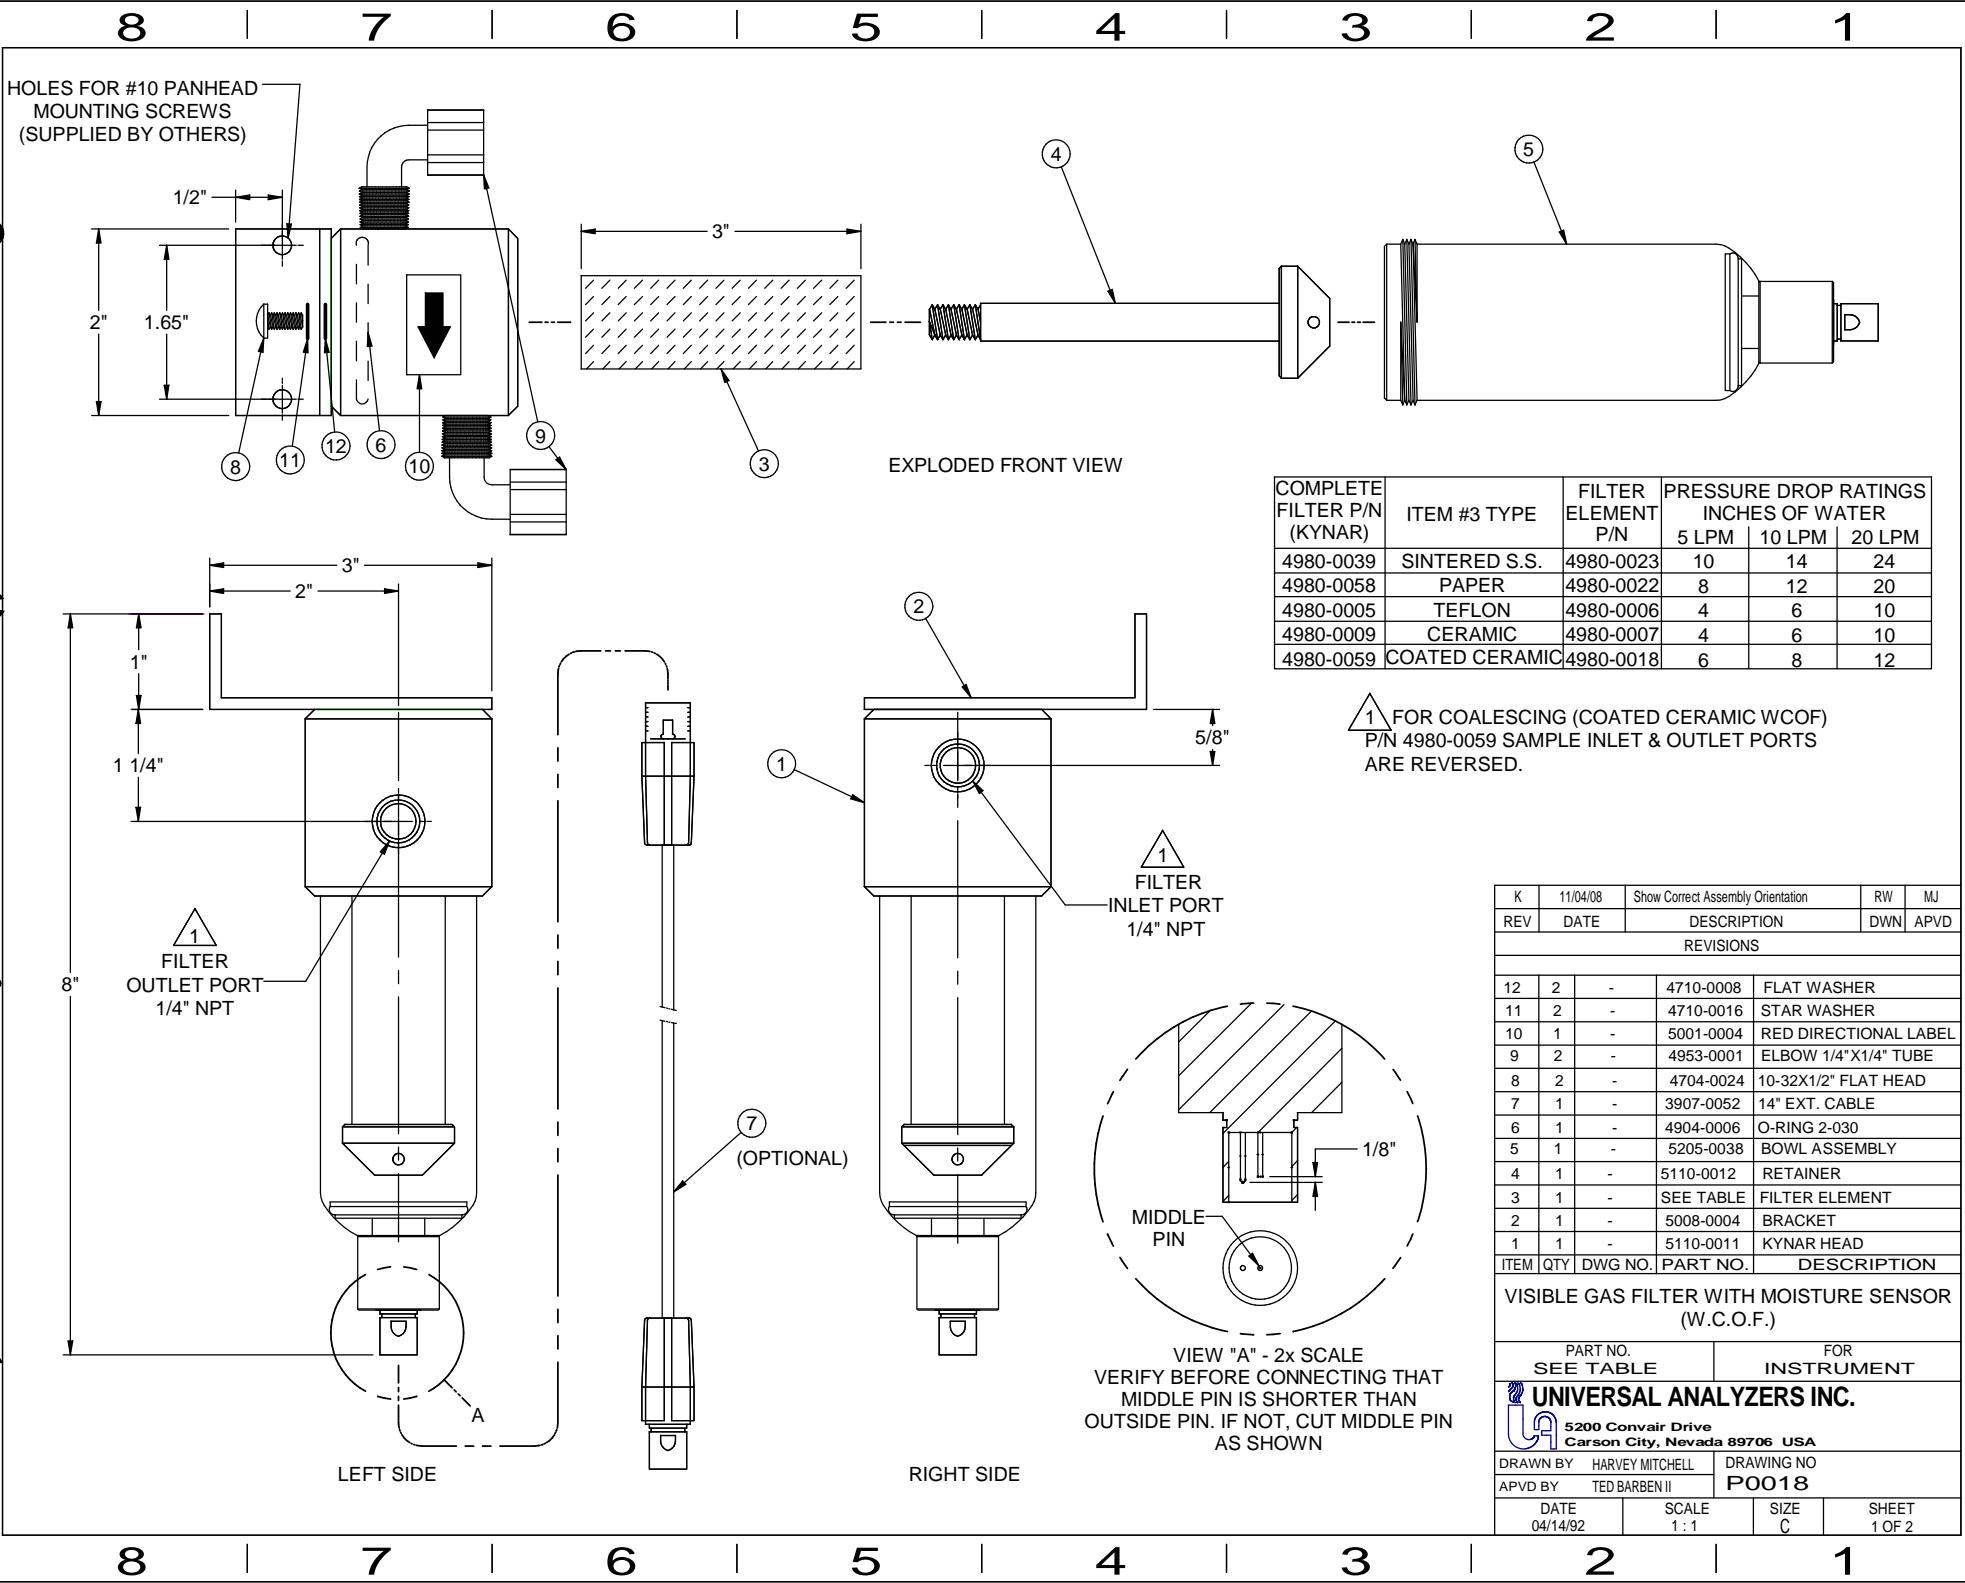 8 7 6 5 4 3 2 1
HOLES FOR #10 PANHEAD
MOUNTING SCREWS
(SUPPLIED BY OTHERS)
1/2"
2"
1.65"
8
11
12
6
10
9
3"
3
4
5
EXPLODED FRONT VIEW
COMPLETE FILTER P/N (KYNAR) ITEM #3 TYPE FILTER ELEMENT P/N PRESSURE DROP RATINGS INCHES OF WATER
5 LPM 10 LPM 20 LPM
4980-0039 SINTERED S.S. 4980-0023 10 14 24
4980-0058 PAPER 4980-0022 8 12 20
4980-0005 TEFLON 4980-0006 4 6 10
4980-0009 CERAMIC 4980-0007 4 6 10
4980-0059 COATED CERAMIC 4980-0018 6 8 12
1 FOR COALESCING (COATED CERAMIC WCOF)
P/N 4980-0059 SAMPLE INLET & OUTLET PORTS
ARE REVERSED.
3"
2"
1"
1 1/4"
8"
1
FILTER
OUTLET PORT
1/4" NPT
A
LEFT SIDE
7
(OPTIONAL)
2
1
5/8"
1
FILTER
INLET PORT
1/4" NPT
RIGHT SIDE
1/8"
MIDDLE
PIN
VIEW "A" - 2x SCALE
VERIFY BEFORE CONNECTING THAT
MIDDLE PIN IS SHORTER THAN
OUTSIDE PIN. IF NOT, CUT MIDDLE PIN
AS SHOWN
K 11/04/08 Show Correct Assembly Orientation RW MJ
REV DATE DESCRIPTION DWN APVD
REVISIONS
12 2 - 4710-0008 FLAT WASHER
11 2 - 4710-0016 STAR WASHER
10 1 - 5001-0004 RED DIRECTIONAL LABEL
9 2 - 4953-0001 ELBOW 1/4"X1/4" TUBE
8 2 - 4704-0024 10-32X1/2" FLAT HEAD
7 1 - 3907-0052 14" EXT. CABLE
6 1 - 4904-0006 O-RING 2-030
5 1 - 5205-0038 BOWL ASSEMBLY
4 1 - 5110-0012 RETAINER
3 1 - SEE TABLE FILTER ELEMENT
2 1 - 5008-0004 BRACKET
1 1 - 5110-0011 KYNAR HEAD
ITEM QTY DWG NO. PART NO. DESCRIPTION
VISIBLE GAS FILTER WITH MOISTURE SENSOR
(W.C.O.F.)
PART NO. FOR
SEE TABLE INSTRUMENT
UA UNIVERSAL ANALYZERS INC.
5200 Convair Drive
Carson City, Nevada 89706 USA
DRAWN BY HARVEY MITCHELL DRAWING NO
APVD BY TED BARBEN II P0018
DATE SCALE SIZE SHEET
04/14/92 1 : 1 C 1 OF 2
8 7 6 5 4 3 2 1